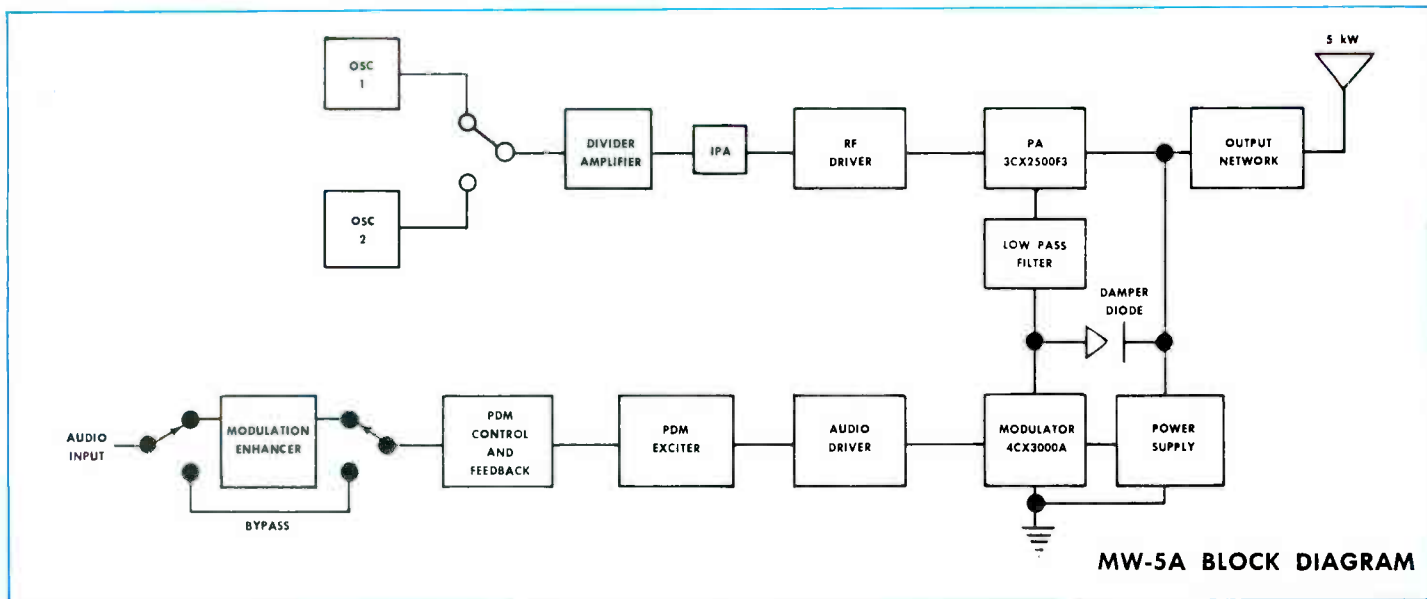 OSC
1
OSC
2
DIVIDER
AMPLIFIER
IPA
RF
DRIVER
PA
3CX2500F3
OUTPUT
NETWORK
5 kW
LOW PASS
FILTER
DAMPER
DIODE
AUDIO
INPUT
MODULATION
ENHANCER
BYPASS
PDM
CONTROL
AND
FEEDBACK
PDM
EXCITER
AUDIO
DRIVER
MODULATOR
4CX3000A
POWER
SUPPLY
MW-5A BLOCK DIAGRAM